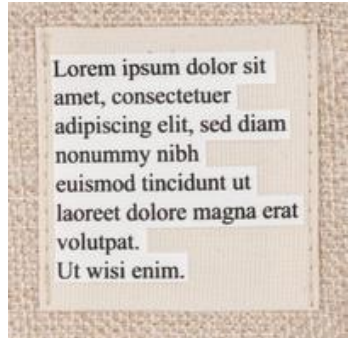 Lorem ipsum dolor sit
amet, consectetuer
adipiscing elit, sed diam
nonummy nibh
euismod tincidunt ut
laoreet dolore magna erat
volutpat.
Ut wisi enim.